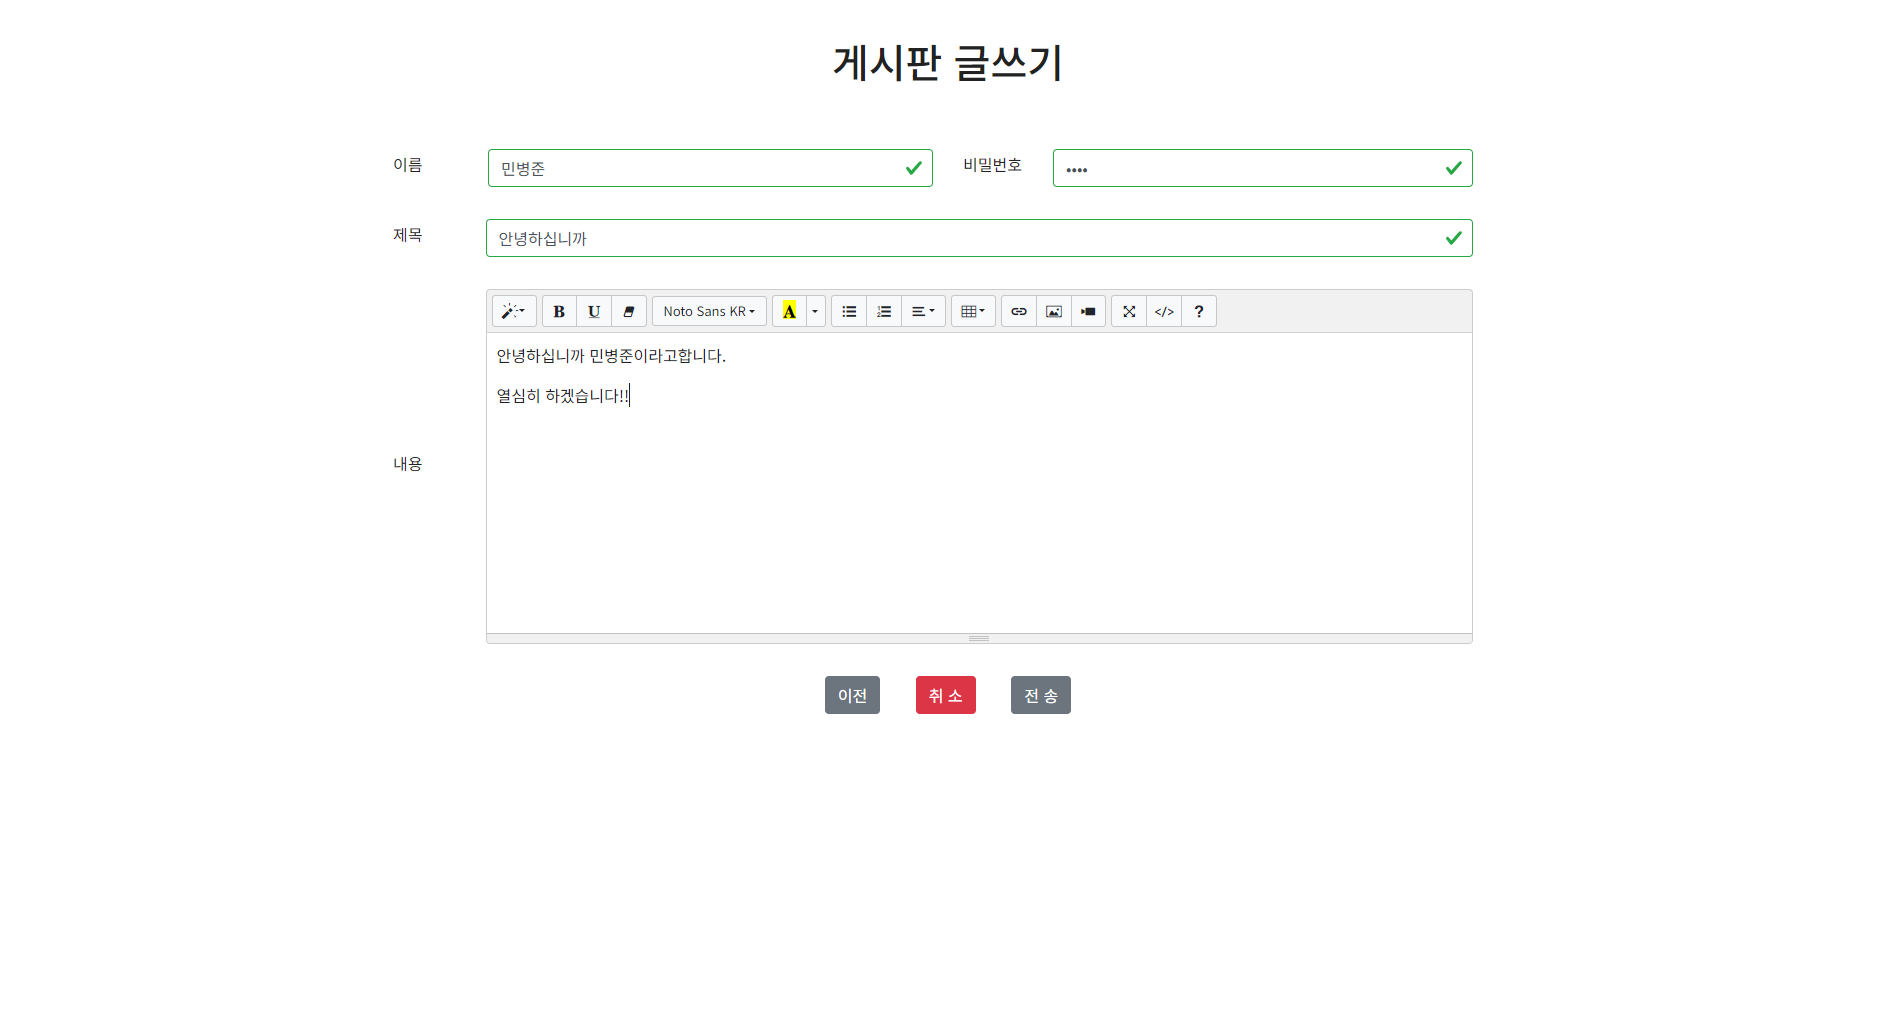 게시판 글쓰기
이름 민병준 비밀번호 ••••
제목 안녕하십니까
B U Noto Sans KR A </> ?
안녕하십니까 민병준이라고합니다.
열심히 하겠습니다!!
내용
이전 취 소 전 송